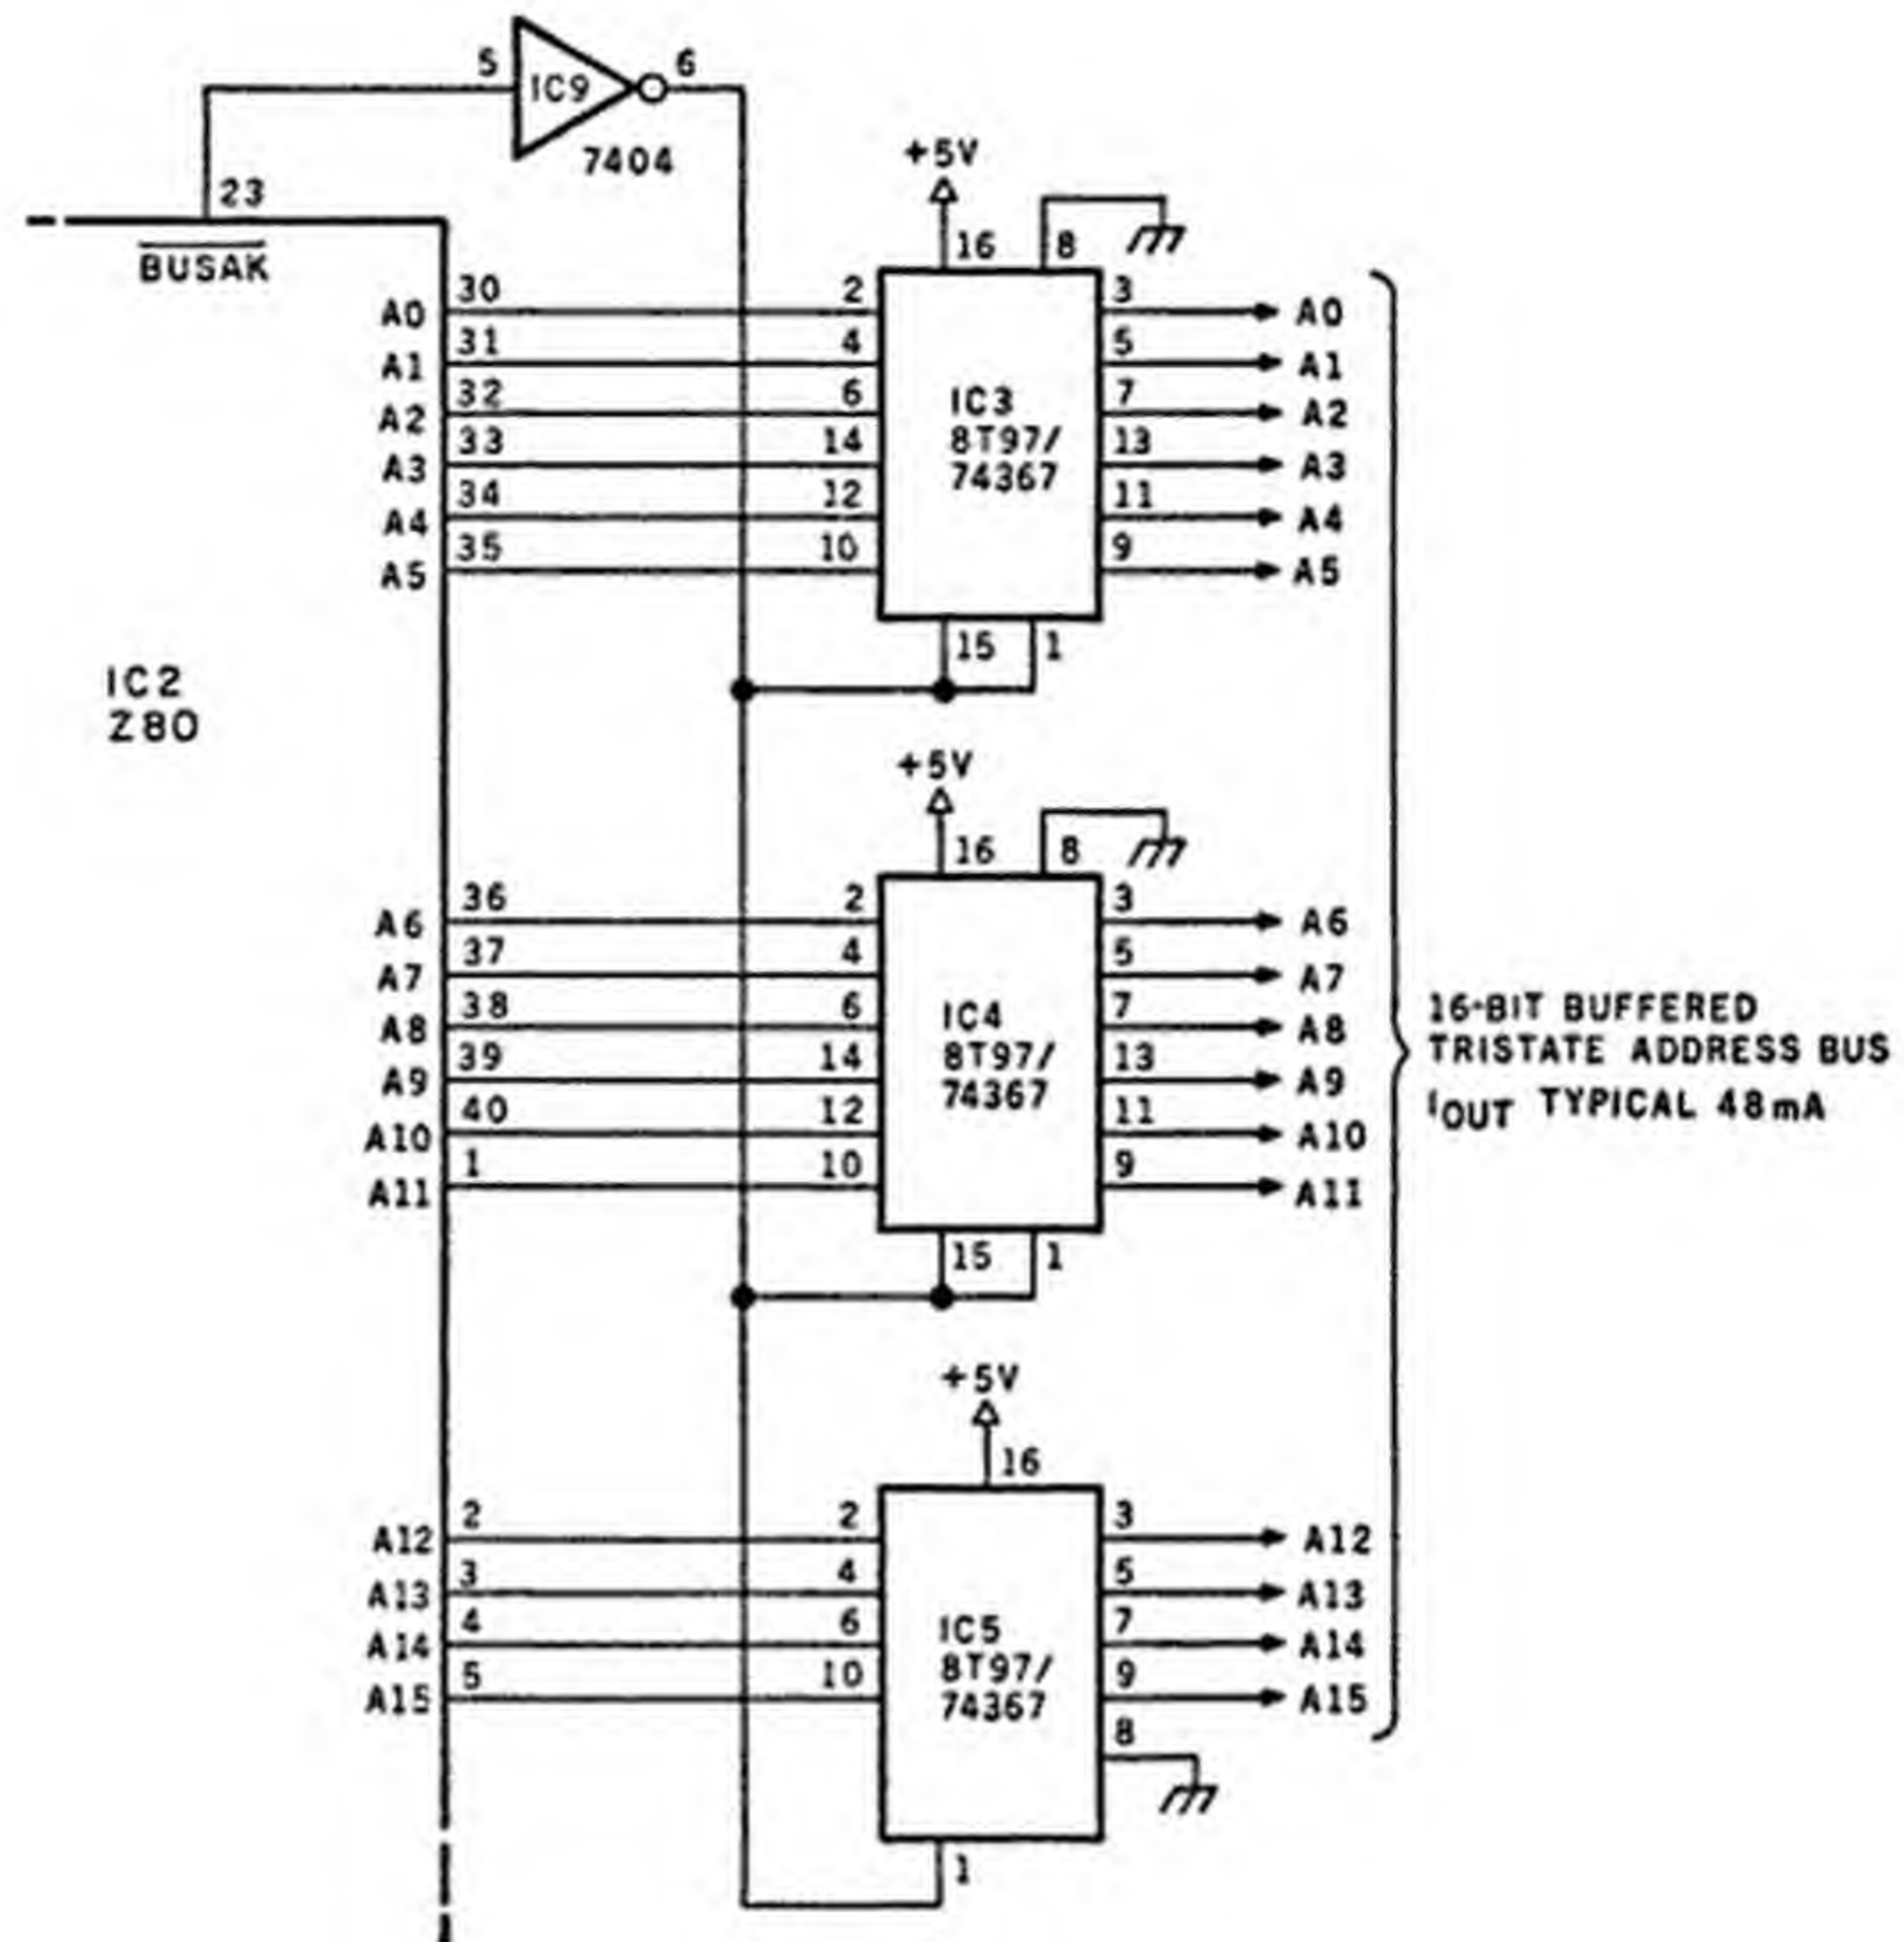 5 IC9 6
7404
23
BUSAK
+5V
16 8
A0 30 2 3 A0
A1 31 4 5 A1
A2 32 6 7 A2
A3 33 14 13 A3
A4 34 12 11 A4
A5 35 10 9 A5
IC3
8T97/
74367
15 1
IC2
Z80
+5V
16 8
A6 36 2 3 A6
A7 37 4 5 A7
A8 38 6 7 A8
A9 39 14 13 A9
A10 40 12 11 A10
A11 1 10 9 A11
IC4
8T97/
74367
15 1
16-BIT BUFFERED
TRISTATE ADDRESS BUS
IOUT TYPICAL 48mA
+5V
16
A12 2 2 3 A12
A13 3 4 5 A13
A14 4 6 7 A14
A15 5 10 9 A15
IC5
8T97/
74367
8
1